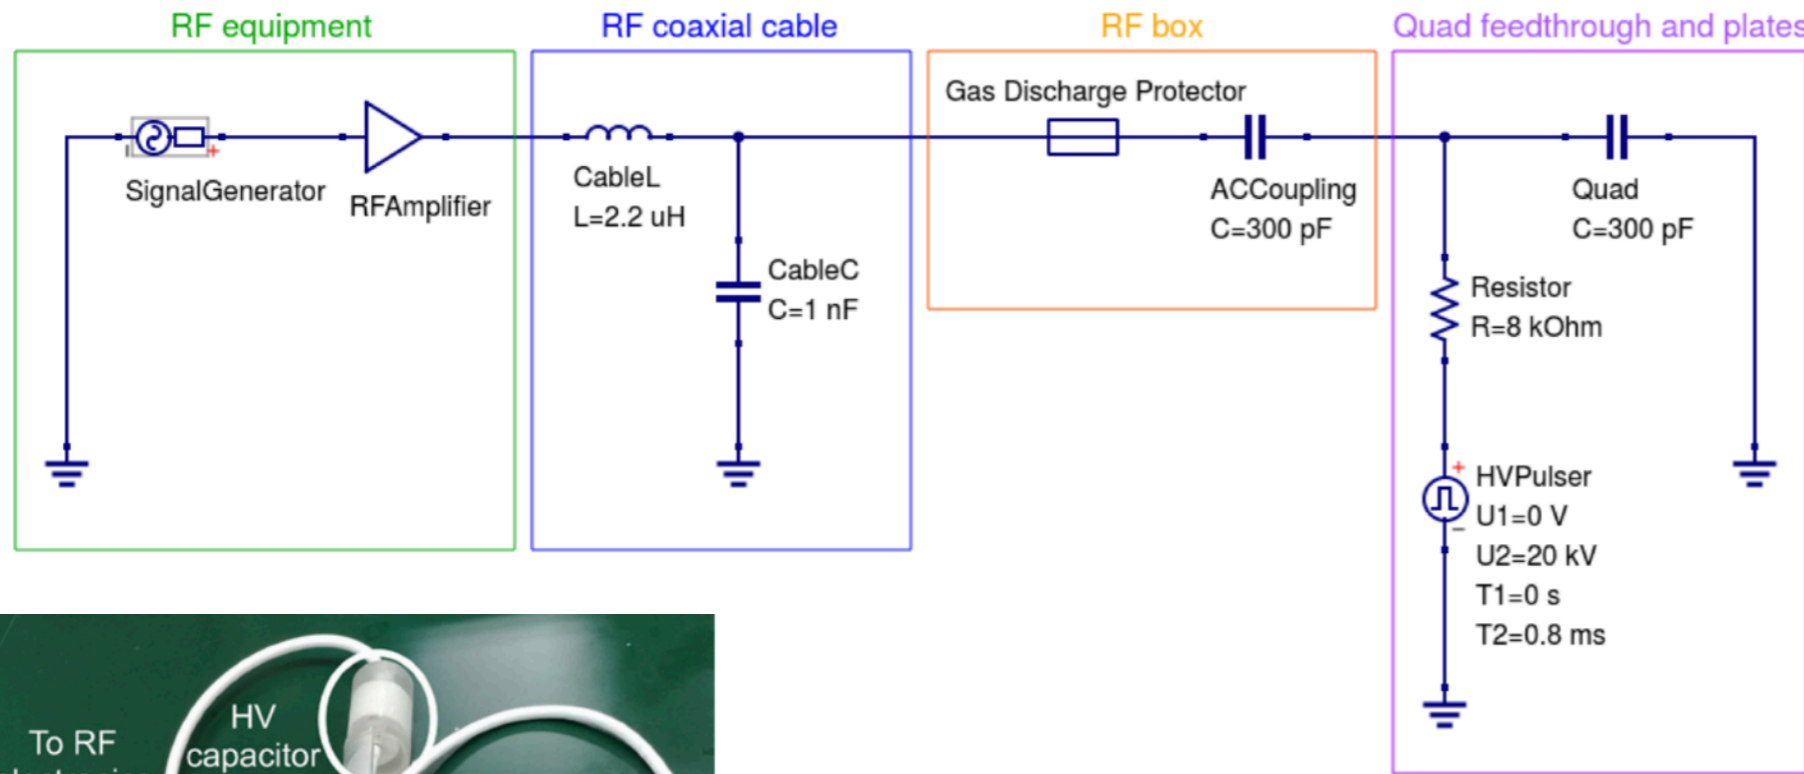 RF equipment
RF coaxial cable
RF box
Quad feedthrough and plates
SignalGenerator
RFAmplifier
CableL
L=2.2 uH
CableC
C=1 nF
Gas Discharge Protector
ACCoupling
C=300 pF
Quad
C=300 pF
Resistor
R=8 kOhm
HVPulser
U1=0 V
U2=20 kV
T1=0 s
T2=0.8 ms
HV
capacitor
To RF